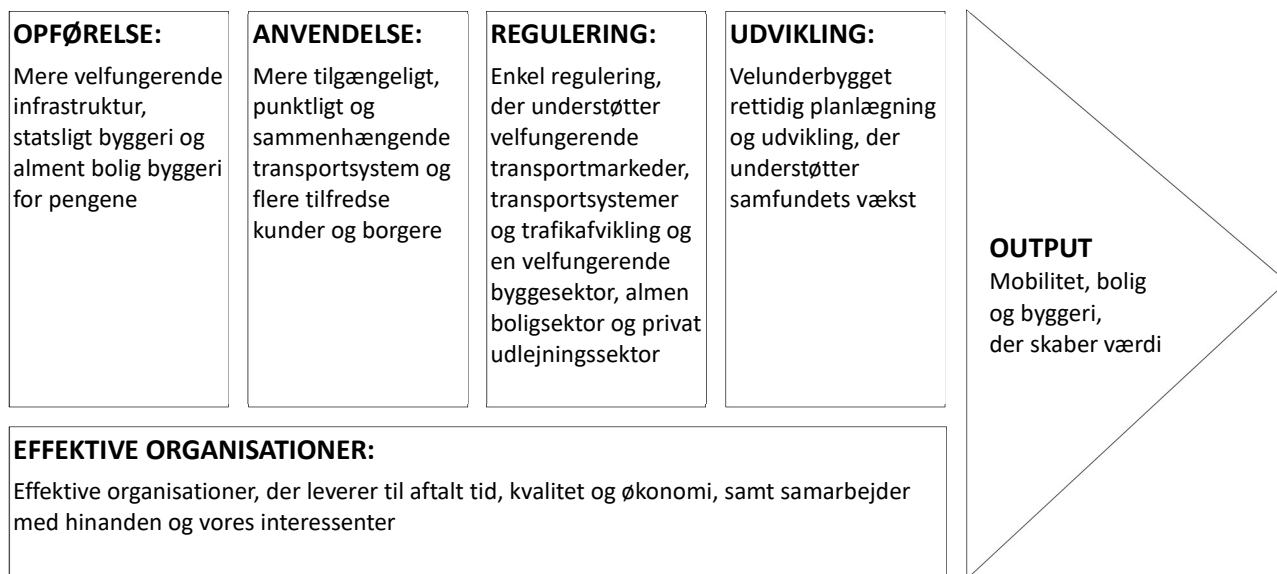 OPFØRELSE:
Mere velfungerende
infrastruktur,
statsligt byggeri og
alment bolig byggeri
for pengene
ANVENDELSE:
Mere tilgængeligt,
punktligt og
sammenhængende
transportsystem og
flere tilfredse
kunder og borgere
REGULERING:
Enkel regulering,
der understøtter
velfungerende
transportmarkeder,
transportsystemer
og trafikafvikling og
en velfungerende
byggesektor, almen
boligsektor og privat
udlejningssektor
UDVIKLING:
Velunderbygget
rettidig planlægning
og udvikling, der
understøtter
samfundets vækst
OUTPUT
Mobilitet, bolig
og byggeri,
der skaber værdi
EFFEKTIVE ORGANISATIONER:
Effektive organisationer, der leverer til aftalt tid, kvalitet og økonomi, samt samarbejder
med hinanden og vores interessenter